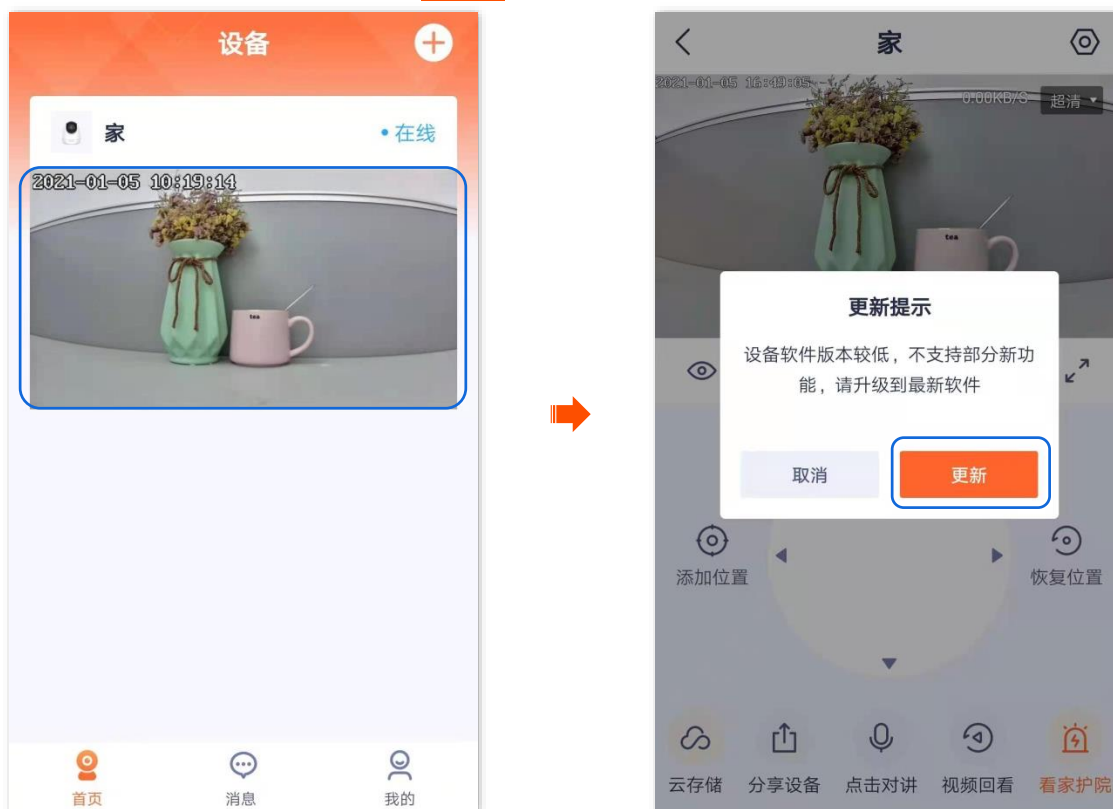 设备
家
在线
2021-01-05 10:19:14
tea
首页
消息
我的
家
2021-01-05 16:49:05
0.00KB/S
超清
tea
更新提示
设备软件版本较低，不支持部分新功
能，请升级到最新软件
取消
更新
添加位置
恢复位置
云存储
分享设备
点击对讲
视频回看
看家护院